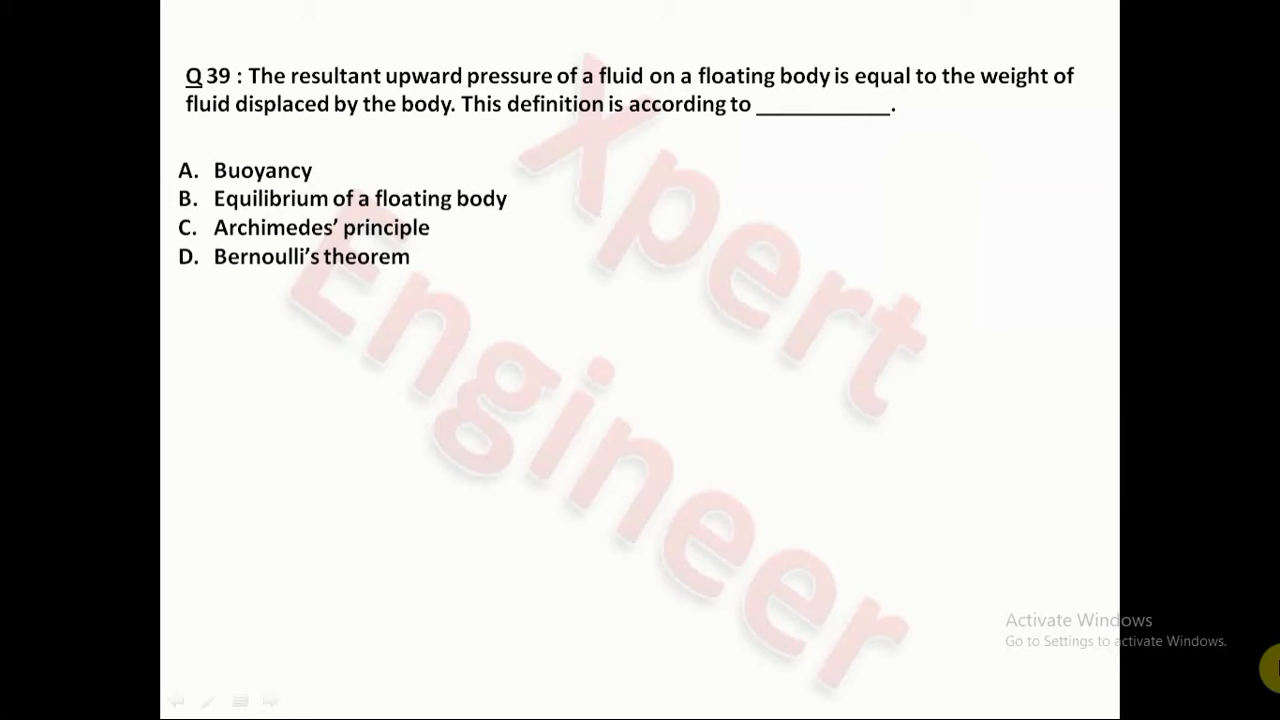 Q 39 : The resultant upward pressure of a fluid on a floating body is equal to the weight of
fluid displaced by the body. This definition is according to ___________.
A. Buoyancy
B. Equilibrium of a floating body
C. Archimedes’ principle
D. Bernoulli’s theorem
Xpert
Engineer
Activate Windows
Go to Settings to activate Windows.